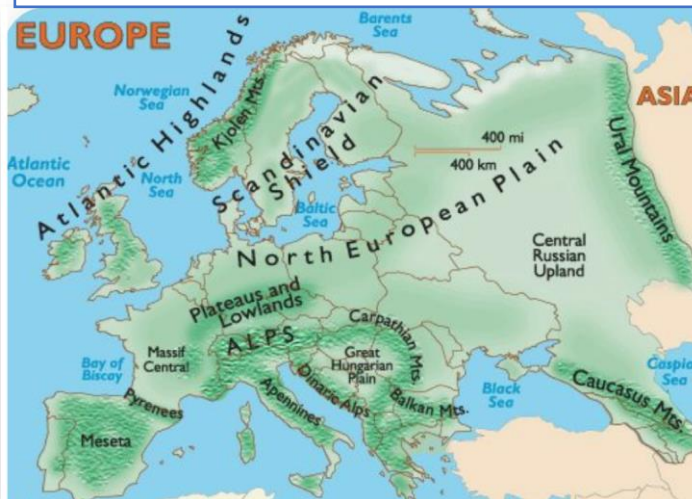 EUROPE
Barents
Sea
Norwegian
Sea
Atlantic Highlands
Kjolen Mts.
Scandinavian
Shield
ASIA
Ural Mountains
400 mi
400 km
Atlantic
Ocean
North
Sea
Baltic
Sea
North European Plain
Central
Russian
Upland
Plateaus and
Lowlands
ALPS
Carpathian Mts.
Massif
Central
Great
Hungarian
Plain
Bay of
Biscay
Pyrenees
Apennines
Dinaric Alps
Balkan Mts.
Black
Sea
Caucasus Mts.
Caspian
Sea
Meseta